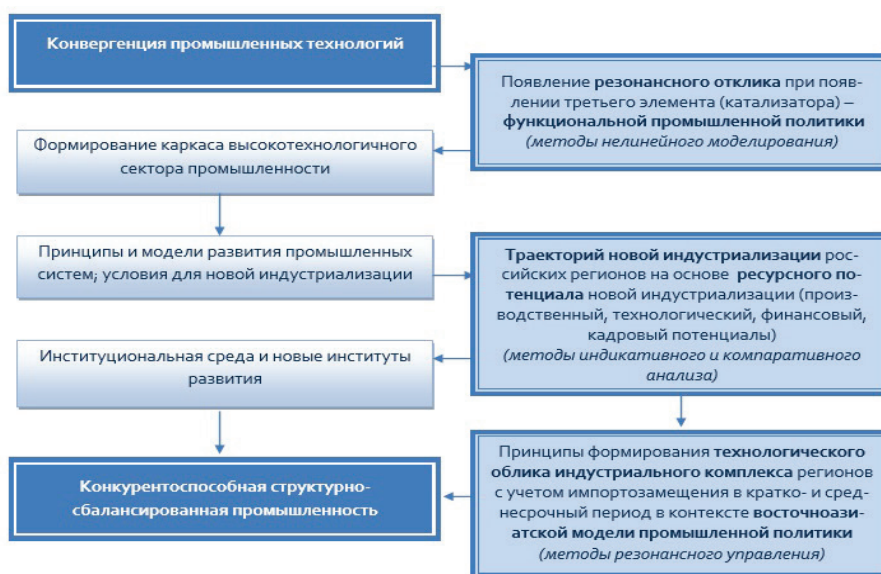 Конвергенция промышленных технологий
Появление резонансного отклика при появ-
лении третьего элемента (катализатора) –
функциональной промышленной политики
(методы нелинейного моделирования)
Формирование каркаса высокотехнологичного
сектора промышленности
Принципы и модели развития промышленных
систем; условия для новой индустриализации
Траекторий новой индустриализации рос-
сийских регионов на основе ресурсного по-
тенциала новой индустриализации (произ-
водственный, технологический, финансовый,
кадровый потенциалы)
(методы индикативного и компаративного
анализа)
Институциональная среда и новые институты
развития
Принципы формирования технологического
облика индустриального комплекса регионов
с учетом импортозамещения в кратко- и сред-
несрочный период в контексте восточноази-
атской модели промышленной политики
(методы резонансного управления)
Конкурентоспособная структурно-
сбалансированная промышленность